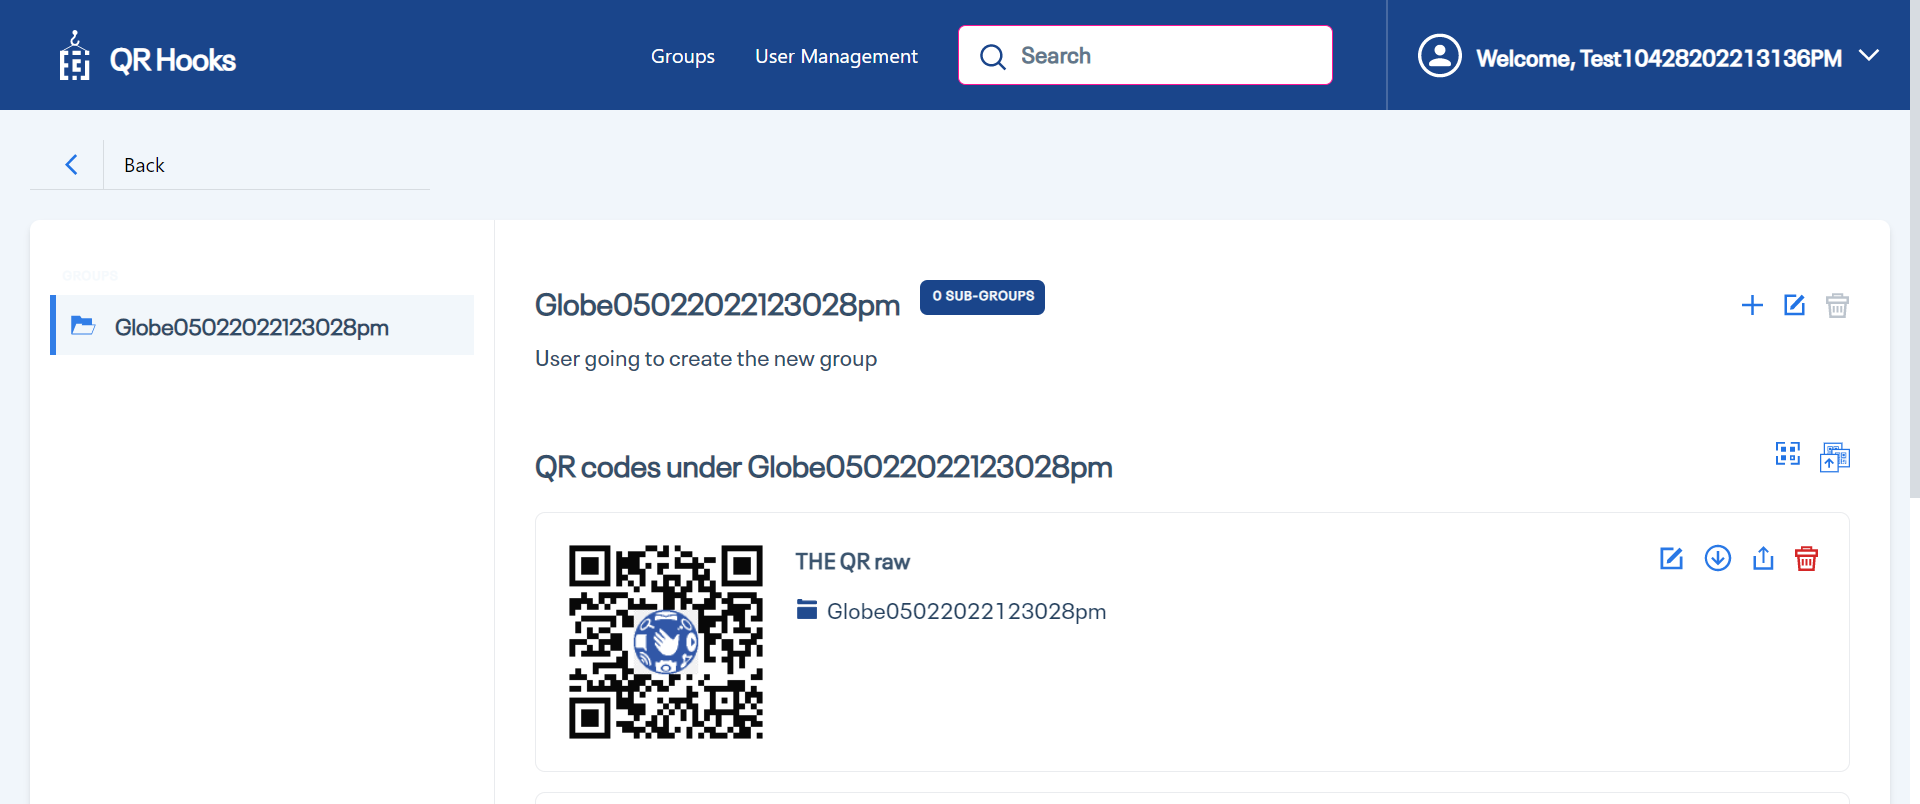 QR Hooks
Groups
User Management
Search
Welcome, Test10428202213136PM
Back
GROUPS
Globe05022022123028pm
Globe05022022123028pm
0 SUB-GROUPS
User going to create the new group
QR codes under Globe05022022123028pm
THE QR raw
Globe05022022123028pm